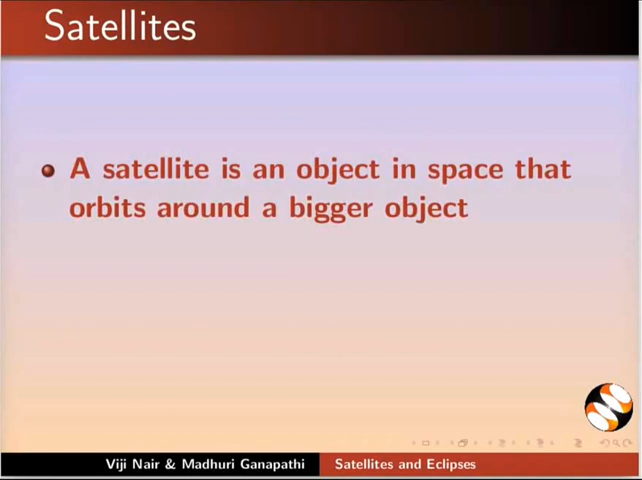 Satellites
A satellite is an object in space that
orbits around a bigger object
Viji Nair & Madhuri Ganapathi Satellites and Eclipses